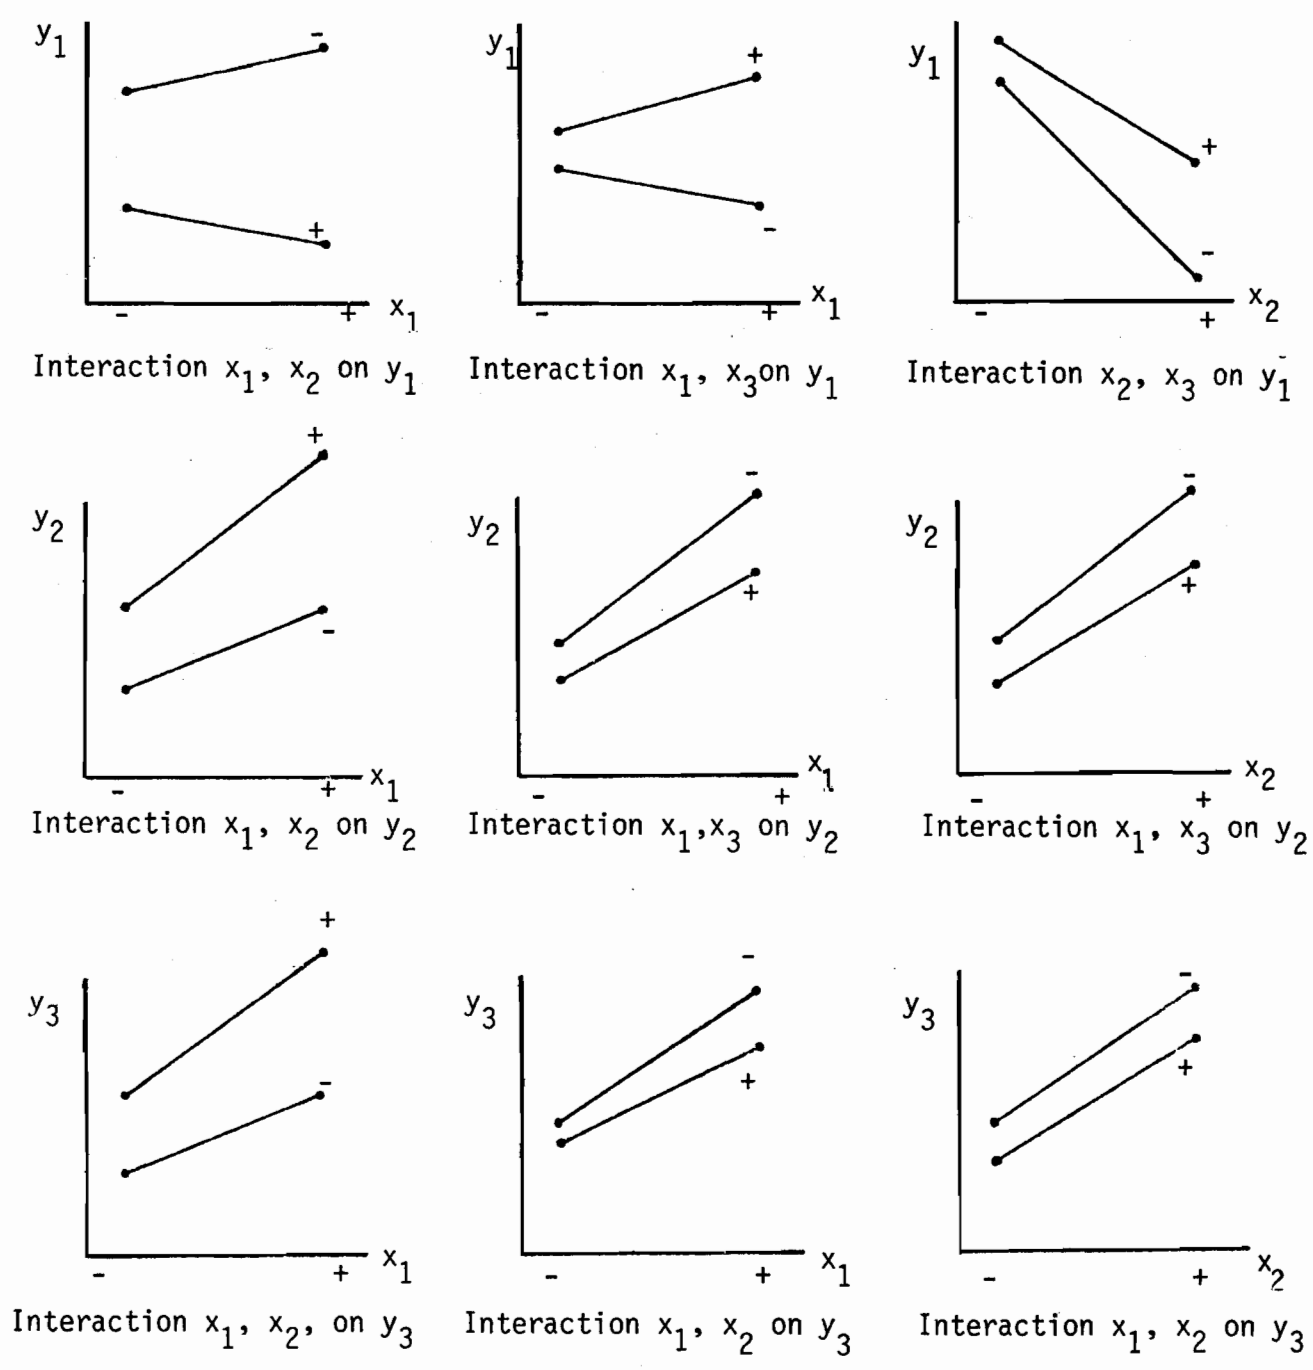 y1 -
+
- + x1
Interaction x1, x2 on y1
y1 +
-
- + x1
Interaction x1, x3on y1
y1 +
-
- + x2
Interaction x2, x3 on y1
+
y2
-
- + x1
Interaction x1, x2 on y2
-
y2
+
x1
- +
Interaction x1,x3 on y2
-
y2
+
x2
- +
Interaction x1, x3 on y2
+
y3
-
x1
- +
Interaction x1, x2, on y3
-
y3
+
x1
- +
Interaction x1, x2 on y3
-
y3
+
x2
- +
Interaction x1, x2 on y3